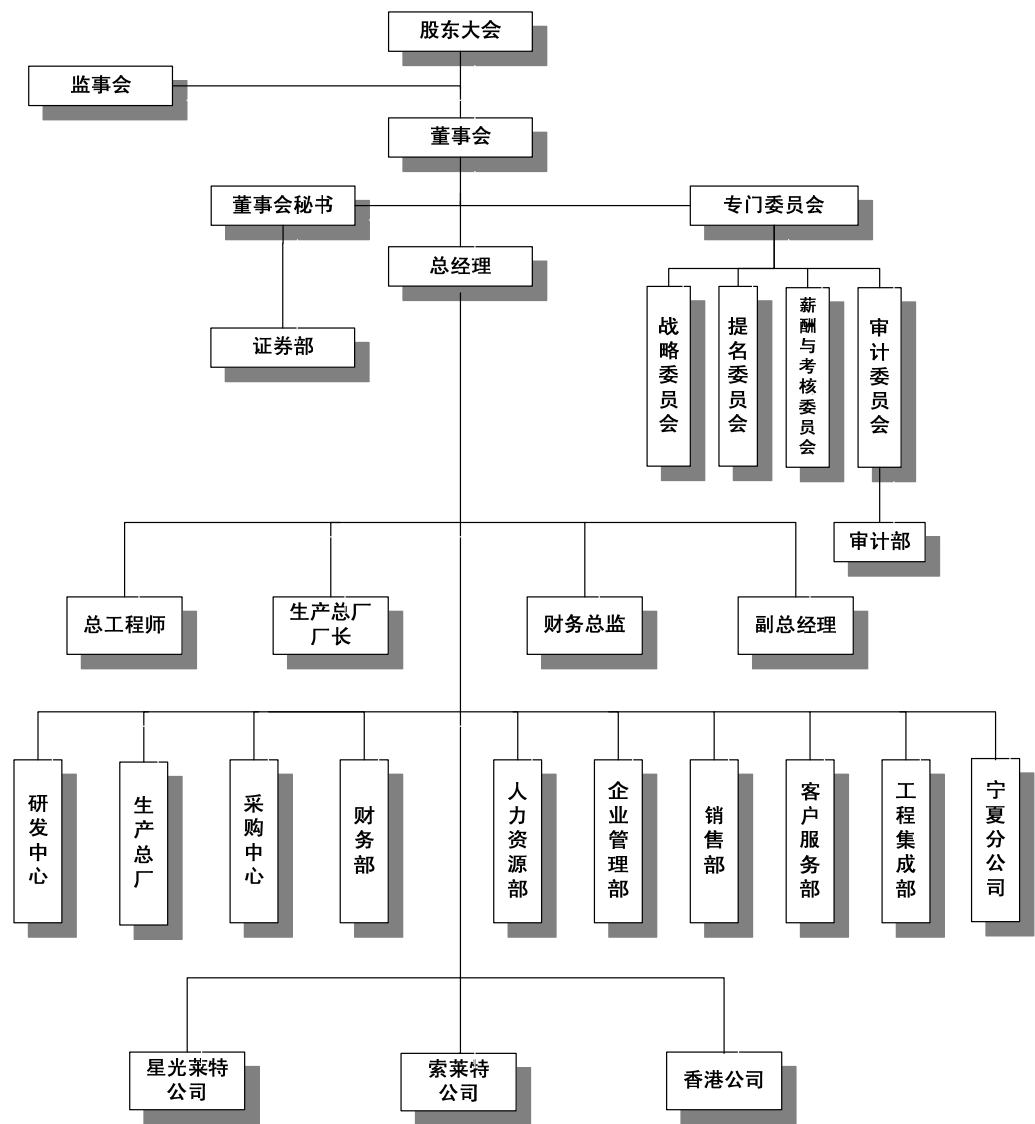 股东大会
监事会
董事会
董事会秘书
专门委员会
总经理
证券部
战略委员会
提名委员会
薪酬与考核委员会
审计委员会
审计部
总工程师
生产总厂
厂长
财务总监
副总经理
研发中心
生产总厂
采购中心
财务部
人力资源部
企业管理部
销售部
客户服务部
工程集成部
宁夏分公司
星光莱特
公司
索莱特
公司
香港公司